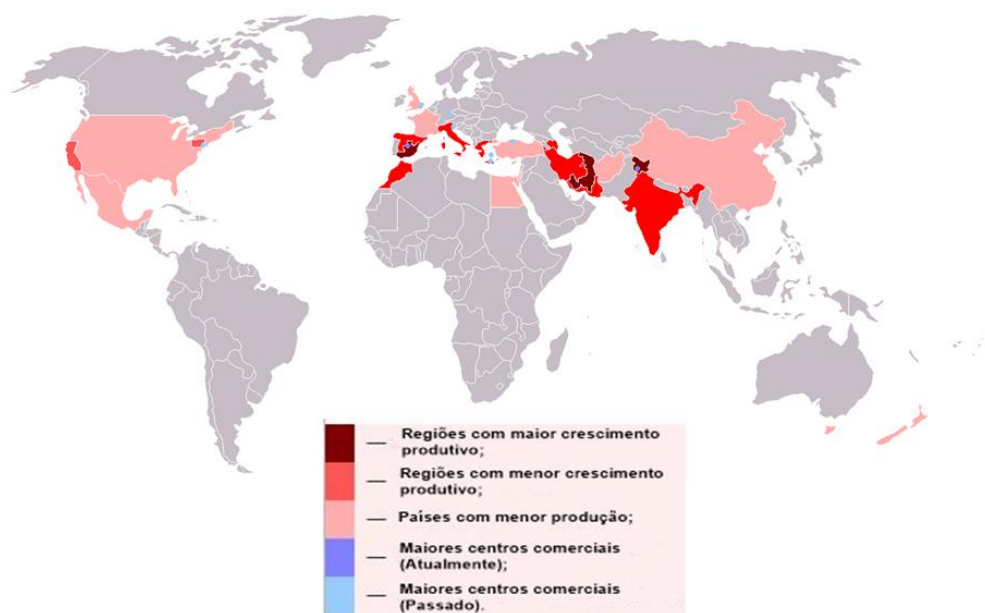 — Regiões com maior crescimento
produtivo;
— Regiões com menor crescimento
produtivo;
— Países com menor produção;
— Maiores centros comerciais
(Atualmente);
— Maiores centros comerciais
(Passado).